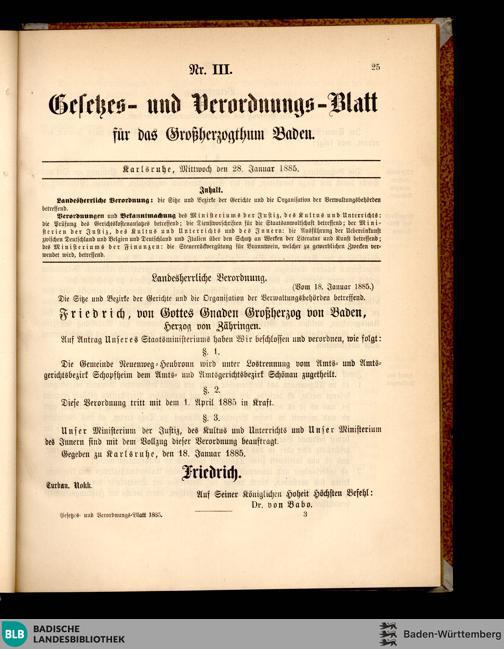 Nr. III.
25
Gesetzes- und Verordnungs-Blatt
für das Großherzogthum Baden.
Karlsruhe, Mittwoch den 28. Januar 1885.
Inhalt.
Landesherrliche Verordnung: die Sitz und Bezirke der Gerichte und die Organisation der Verwaltungsbehörden
betreffend.
Verordnungen und Bekanntmachung des Ministeriums der Justiz, des Kultus und Unterrichts:
die Prüfung des Gerichtskostenansatzes betreffend; die Dienstvorschriften für die Staatsanwaltschaft betreffend; der Mini-
sterien der Justiz, des Kultus und Unterrichts und des Innern: die Ausführung der Uebereinkunft
zwischen Deutschland und Belgien und Deutschland und Italien über den Schutz an Werken der Literatur und Kunst betreffend;
des Ministeriums der Finanzen: die Steuerrückvergütung für Branntwein, welcher zu gewerblichen Zwecken ver-
wendet wird, betreffend.
Landesherrliche Verordnung.
(Vom 18. Januar 1885.)
Die Sitz und Bezirke der Gerichte und die Organisation der Verwaltungsbehörden betreffend.
Friedrich, von Gottes Gnaden Großherzog von Baden,
Herzog von Zähringen.
Auf Antrag Unseres Staatsministeriums haben Wir beschlossen und verordnen, wie folgt:
§. 1.
Die Gemeinde Neuenweg-Heubronn wird unter Lostrennung vom Amts- und Amts-
gerichtsbezirk Schopfheim dem Amts- und Amtsgerichtsbezirk Schönau zugetheilt.
§. 2.
Diese Verordnung tritt mit dem 1. April 1885 in Kraft.
§. 3.
Unser Ministerium der Justiz, des Kultus und Unterrichts und Unser Ministerium
des Innern sind mit dem Vollzug dieser Verordnung beauftragt.
Gegeben zu Karlsruhe, den 18. Januar 1885.
Friedrich.
Turban. Nokk.
Auf Seiner Königlichen Hoheit Höchsten Befehl:
Dr. von Babo.
Gesetzes- und Verordnungs-Blatt 1885.
3
BLB BADISCHE
LANDESBIBLIOTHEK
Baden-Württemberg